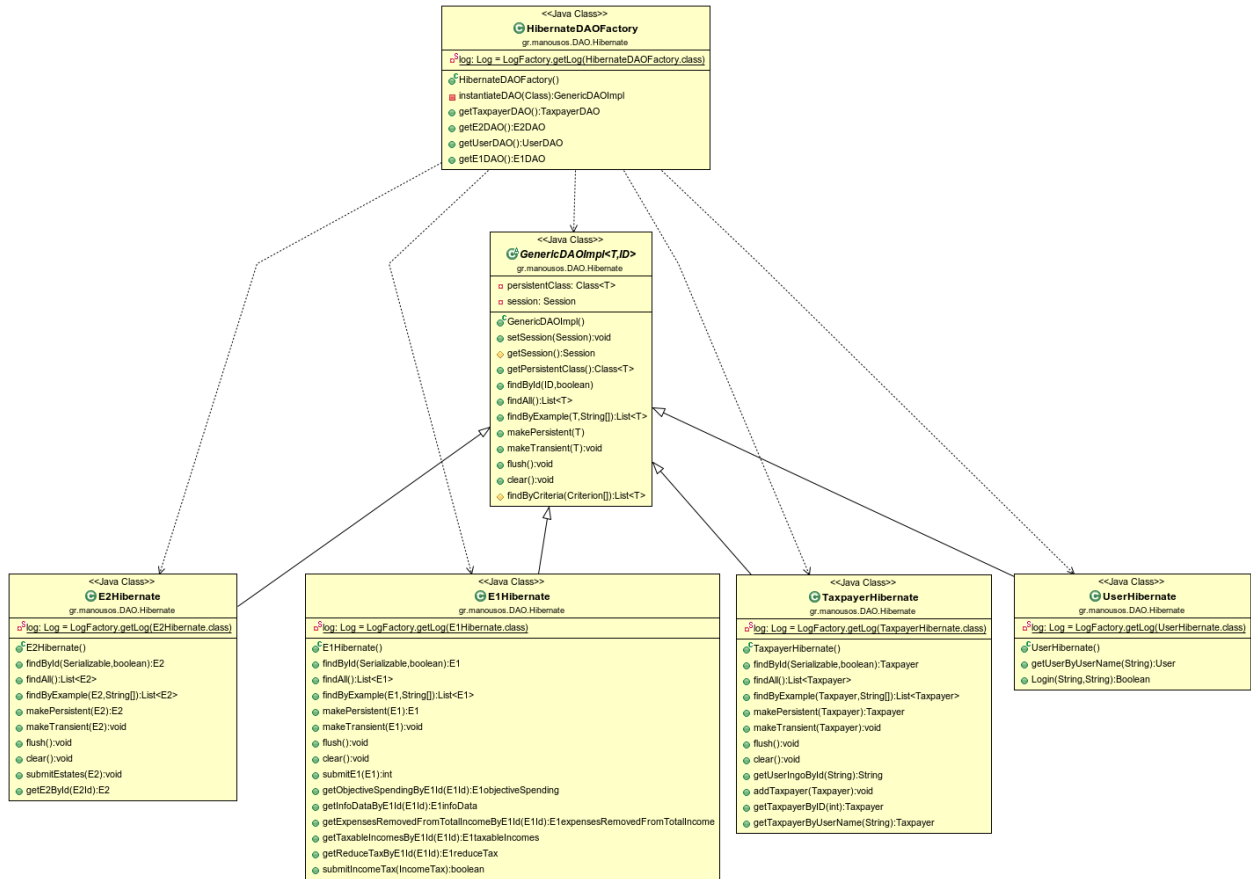 <<Java Class>>
HibernateDAOFactory
gr.manousos.DAO.Hibernate
log: Log = LogFactory.getLog(HibernateDAOFactory.class)
HibernateDAOFactory()
instantiateDAO(Class):GenericDAOImpl
getTaxpayerDAO():TaxpayerDAO
getE2DAO():E2DAO
getUserDAO():UserDAO
getE1DAO():E1DAO
<<Java Class>>
GenericDAOImpl<T,ID>
gr.manousos.DAO.Hibernate
persistentClass: Class<T>
session: Session
GenericDAOImpl()
setSession(Session):void
getSession():Session
getPersistentClass():Class<T>
findById(ID,boolean)
findAll():List<T>
findByExample(T,String[]):List<T>
makePersistent(T)
makeTransient(T):void
flush():void
clear():void
findByCriteria(Criterion[]):List<T>
<<Java Class>>
E2Hibernate
gr.manousos.DAO.Hibernate
log: Log = LogFactory.getLog(E2Hibernate.class)
E2Hibernate()
findById(Serializable,boolean):E2
findAll():List<E2>
findByExample(E2,String[]):List<E2>
makePersistent(E2):E2
makeTransient(E2):void
flush():void
clear():void
submitEstates(E2):void
getE2ById(E2Id):E2
<<Java Class>>
E1Hibernate
gr.manousos.DAO.Hibernate
log: Log = LogFactory.getLog(E1Hibernate.class)
E1Hibernate()
findById(Serializable,boolean):E1
findAll():List<E1>
findByExample(E1,String[]):List<E1>
makePersistent(E1):E1
makeTransient(E1):void
flush():void
clear():void
submitE1(E1):int
getObjectiveSpendingByE1Id(E1Id):E1objectiveSpending
getInfoDataByE1Id(E1Id):E1infoData
getExpensesRemovedFromTotalIncomeByE1Id(E1Id):E1expensesRemovedFromTotalIncome
getTaxableIncomesByE1Id(E1Id):E1taxableIncomes
getReduceTaxByE1Id(E1Id):E1reduceTax
submitIncomeTax(IncomeTax):boolean
<<Java Class>>
TaxpayerHibernate
gr.manousos.DAO.Hibernate
log: Log = LogFactory.getLog(TaxpayerHibernate.class)
TaxpayerHibernate()
findById(Serializable,boolean):Taxpayer
findAll():List<Taxpayer>
findByExample(Taxpayer,String[]):List<Taxpayer>
makePersistent(Taxpayer):Taxpayer
makeTransient(Taxpayer):void
flush():void
clear():void
getUserIngoById(String):String
addTaxpayer(Taxpayer):void
getTaxpayerByID(int):Taxpayer
getTaxpayerByUserName(String):Taxpayer
<<Java Class>>
UserHibernate
gr.manousos.DAO.Hibernate
log: Log = LogFactory.getLog(UserHibernate.class)
UserHibernate()
getUserByUserName(String):User
Login(String,String):Boolean